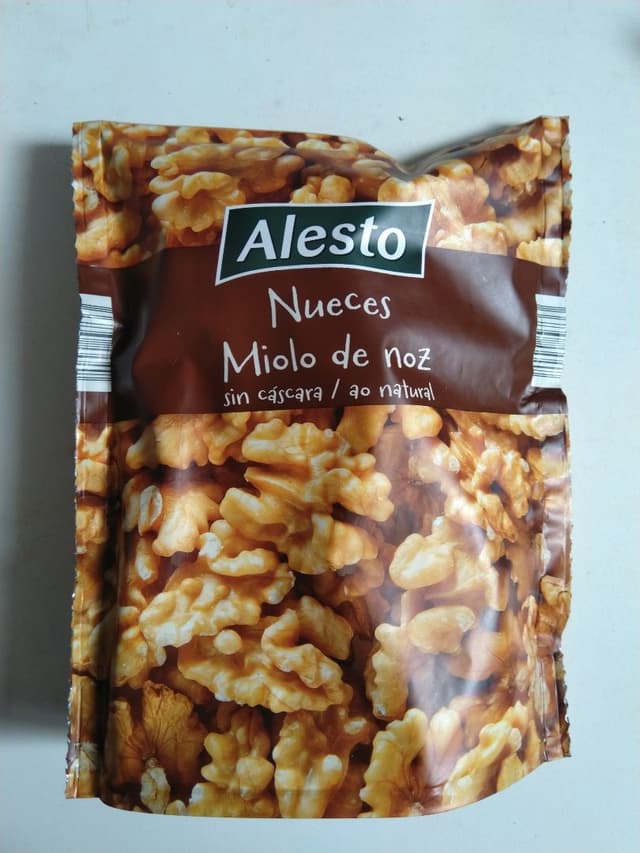 Alesto
Nueces
Miolo de noz
sin cáscara / ao natural